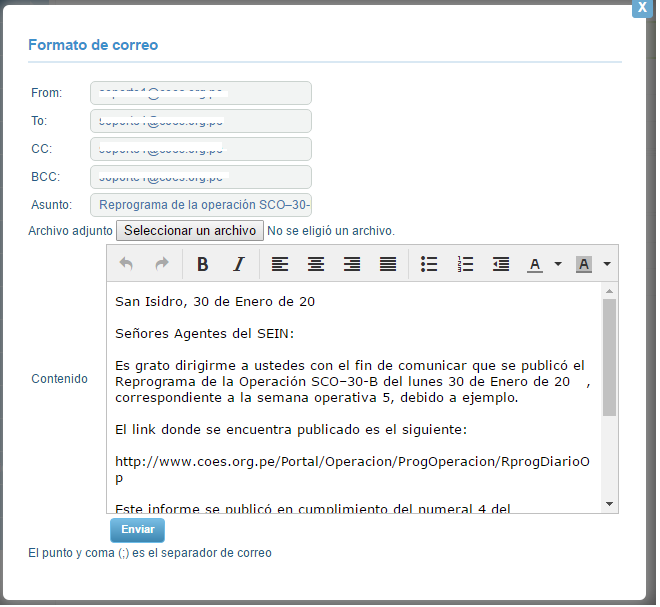 X
Formato de correo
From:
To:
CC:
BCC:
Asunto: Reprograma de la operación SCO–30-
Archivo adjunto Seleccionar un archivo No se eligió un archivo.
B I A A
San Isidro, 30 de Enero de 20
Señores Agentes del SEIN:
Es grato dirigirme a ustedes con el fin de comunicar que se publicó el
Reprograma de la Operación SCO–30-B del lunes 30 de Enero de 20 ,
Contenido
correspondiente a la semana operativa 5, debido a ejemplo.
El link donde se encuentra publicado es el siguiente:
http://www.coes.org.pe/Portal/Operacion/ProgOperacion/RprogDiarioO
p
Este informe se publicó en cumplimiento del numeral 4 del
Enviar
El punto y coma (;) es el separador de correo